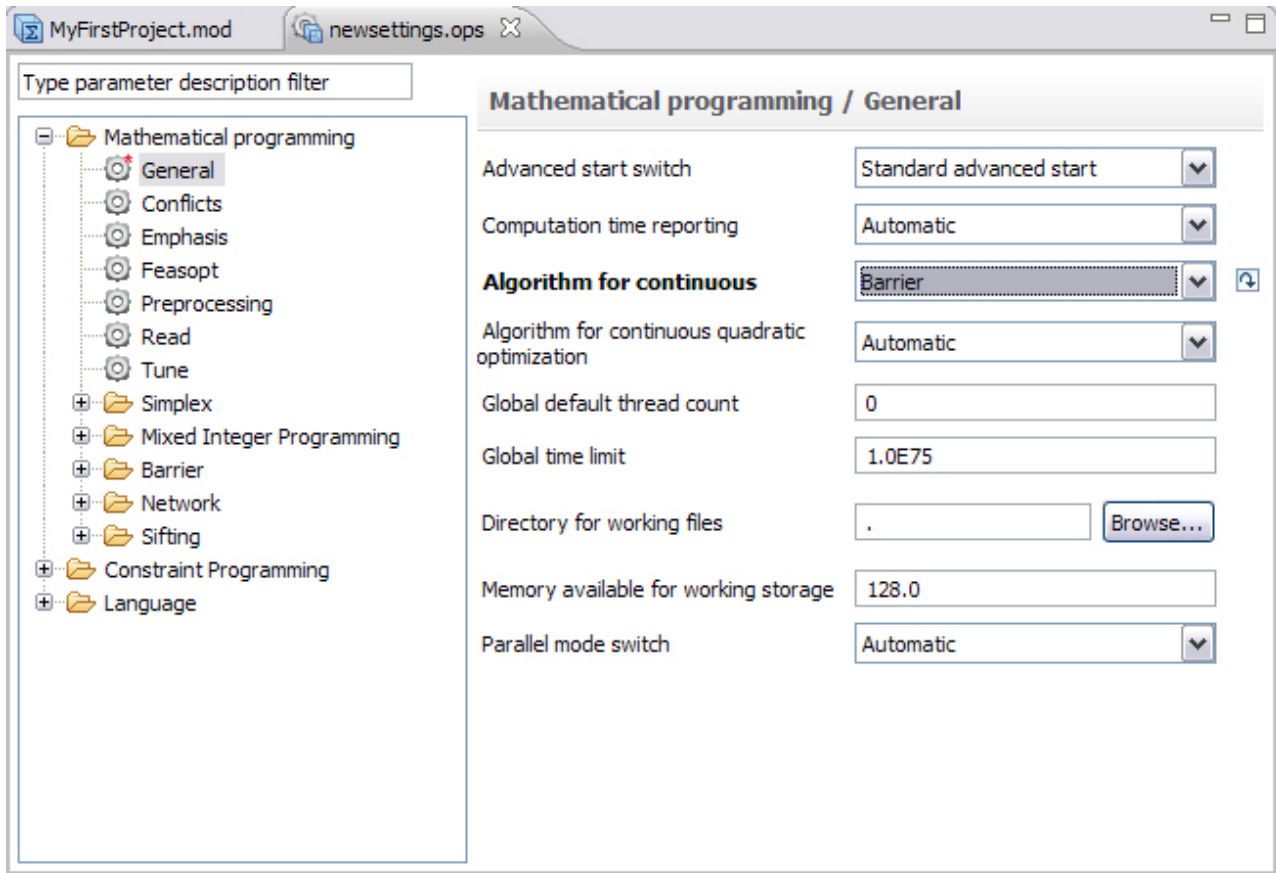 MyFirstProject.mod
newsettings.ops
Type parameter description filter
Mathematical programming
General
Conflicts
Emphasis
Feasopt
Preprocessing
Read
Tune
Simplex
Mixed Integer Programming
Barrier
Network
Sifting
Constraint Programming
Language
Mathematical programming / General
Advanced start switch
Standard advanced start
Computation time reporting
Automatic
Algorithm for continuous
Barrier
Algorithm for continuous quadratic
optimization
Automatic
Global default thread count
0
Global time limit
1.0E75
Directory for working files
.
Browse...
Memory available for working storage
128.0
Parallel mode switch
Automatic